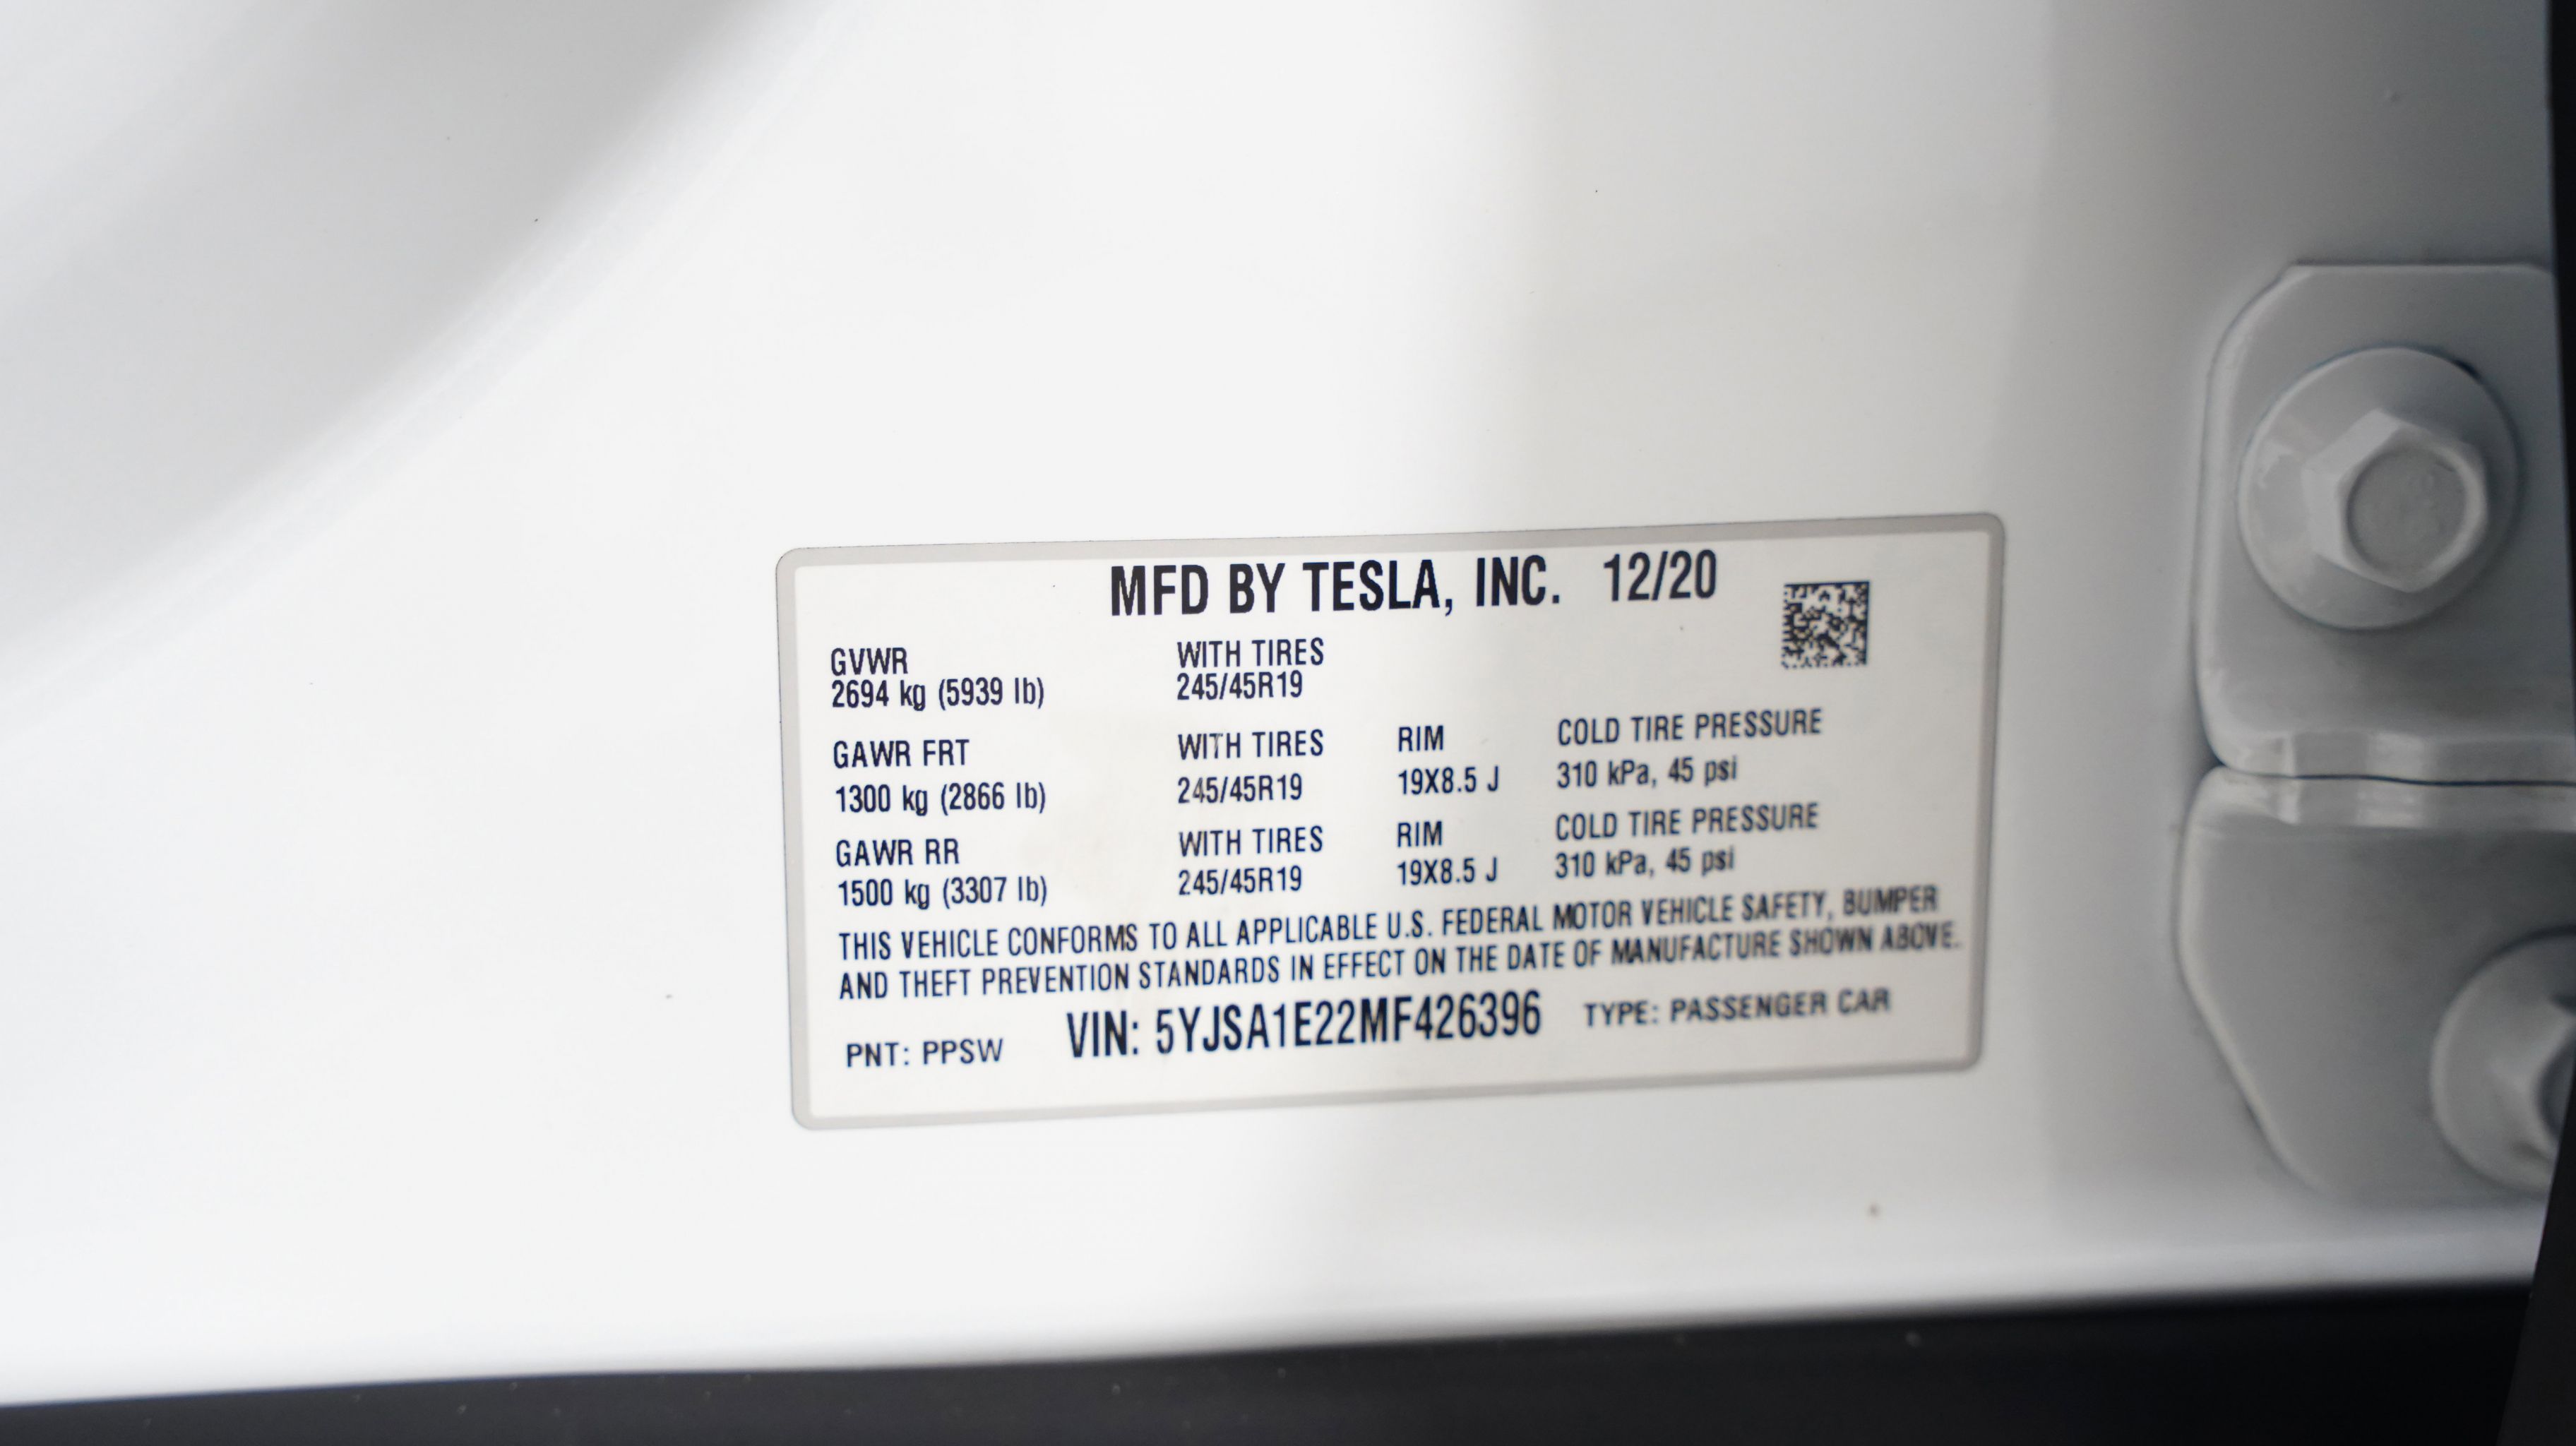 MFD BY TESLA, INC. 12/20
GVWR WITH TIRES
2694 kg (5939 lb) 245/45R19
GAWR FRT WITH TIRES RIM COLD TIRE PRESSURE
1300 kg (2866 lb) 245/45R19 19X8.5 J 310 kPa, 45 psi
GAWR RR WITH TIRES RIM COLD TIRE PRESSURE
1500 kg (3307 lb) 245/45R19 19X8.5 J 310 kPa, 45 psi
THIS VEHICLE CONFORMS TO ALL APPLICABLE U.S. FEDERAL MOTOR VEHICLE SAFETY, BUMPER
AND THEFT PREVENTION STANDARDS IN EFFECT ON THE DATE OF MANUFACTURE SHOWN ABOVE.
PNT: PPSW VIN: 5YJSA1E22MF426396 TYPE: PASSENGER CAR